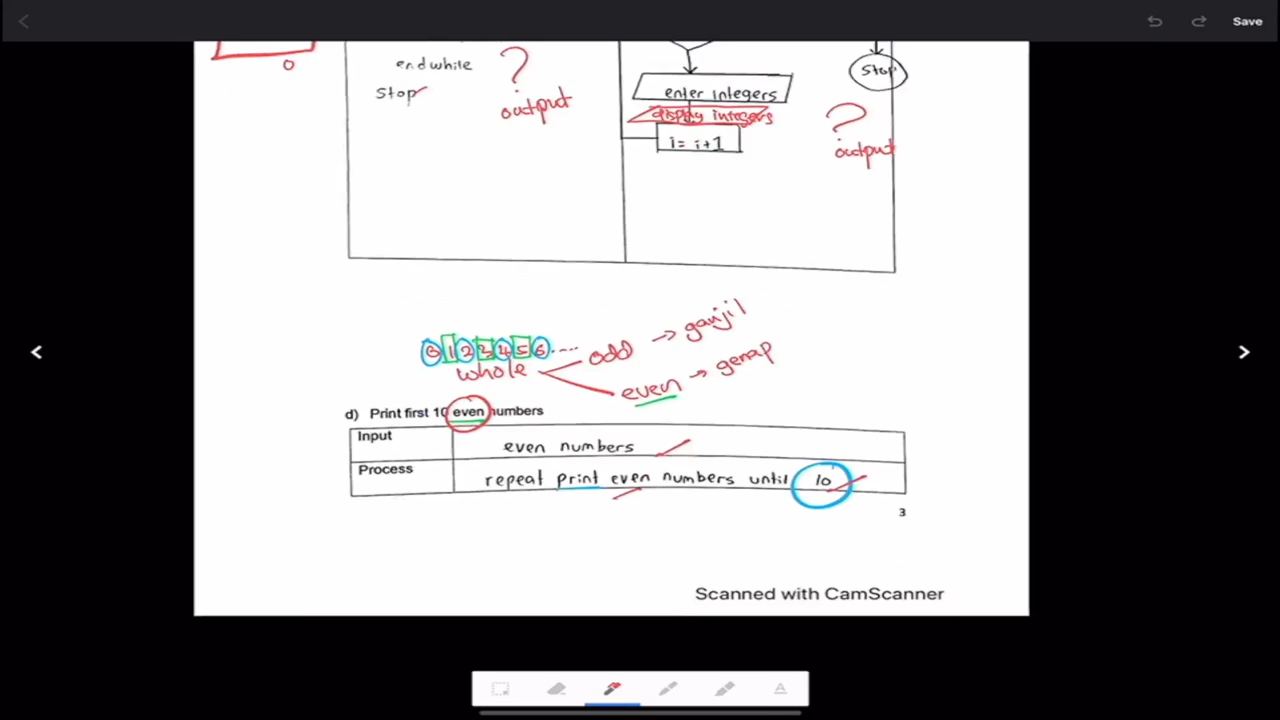 Save
0
endwhile
Stop
?
output
enter integers
display integers
i= i+1
Stop
?
output
0 1 2 3 4 5 6 .....
whole
odd → ganjil
even → genap
d) Print first 10 even numbers
Input
even numbers
Process
repeat print even numbers until 10
3
Scanned with CamScanner
A